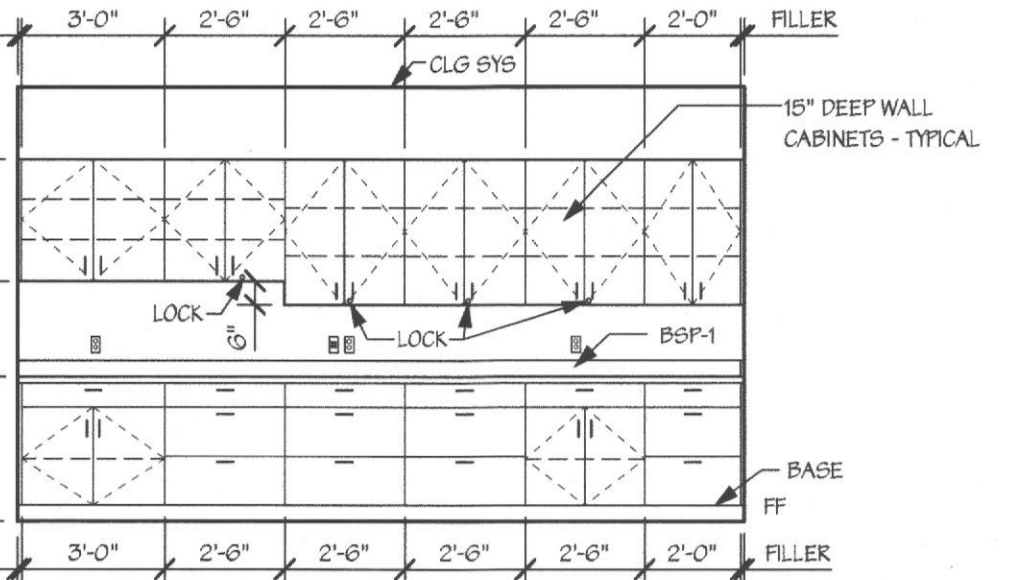 3'-0" 2'-6" 2'-6" 2'-6" 2'-6" 2'-0" FILLER
CLG SYS
15" DEEP WALL
CABINETS - TYPICAL
LOCK
6"
LOCK
BSP-1
BASE
FF
3'-0" 2'-6" 2'-6" 2'-6" 2'-6" 2'-0" FILLER